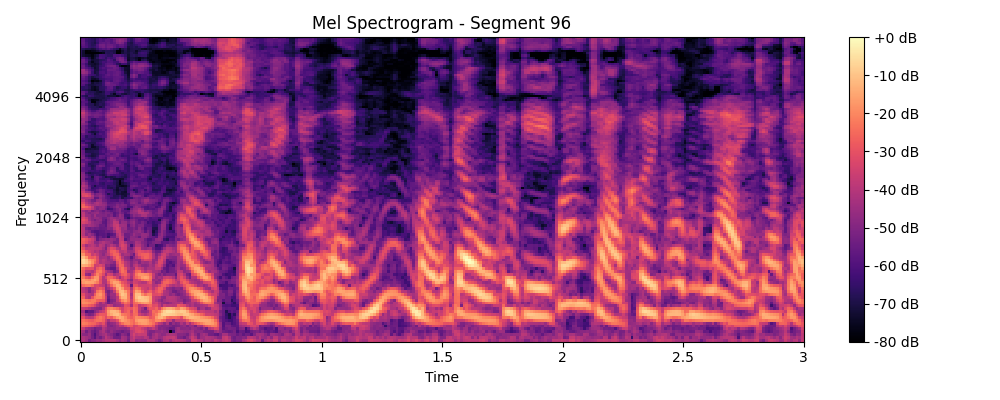 Mel Spectrogram - Segment 96
+0 dB
-10 dB
-20 dB
-30 dB
-40 dB
-50 dB
-60 dB
-70 dB
-80 dB
Frequency
4096
2048
1024
512
0
0 0.5 1 1.5 2 2.5 3
Time